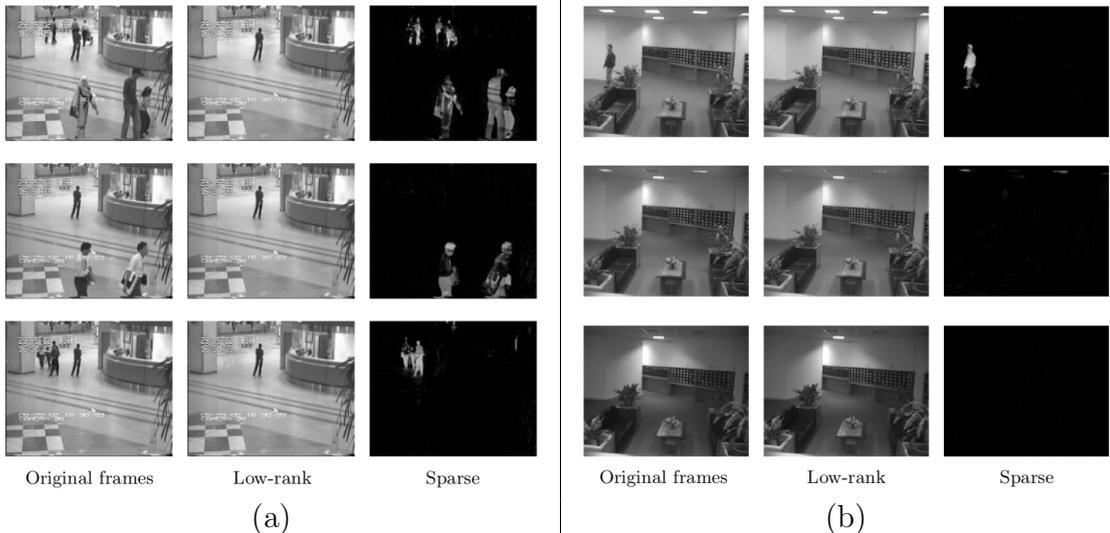 Original frames
Low-rank
Sparse
(a)
Original frames
Low-rank
Sparse
(b)